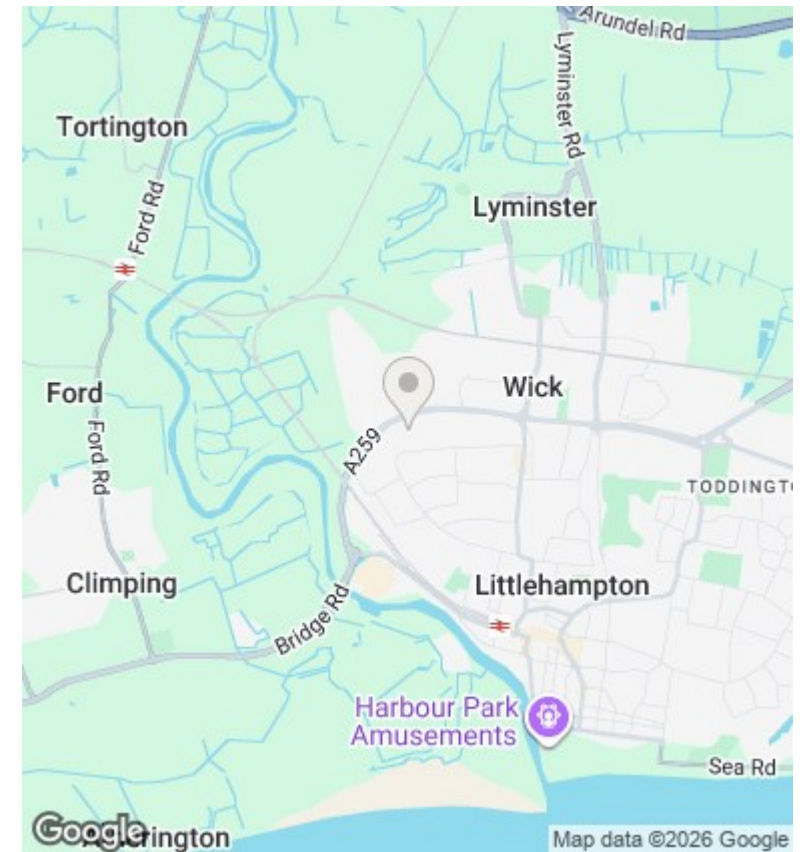 Arundel Rd
Lyminster Rd
Tortington
Ford Rd
Lyminster
Ford
Wick
A259
Ford Rd
TODDINGT
Climping
Littlehampton
Bridge Rd
Harbour Park
Amusements
Sea Rd
Google
Map data ©2026 Google